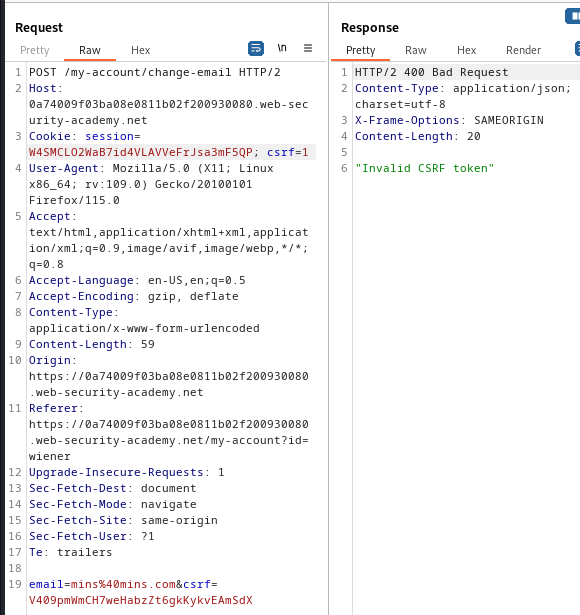 Request
Pretty Raw Hex \n
1 POST /my-account/change-email HTTP/2
2 Host:
0a74009f03ba08e0811b02f200930080.web-sec
urity-academy.net
3 Cookie: session=
W4SMCLO2WaB7id4VLAVVeFrJsa3mF5QP; csrf=1
4 User-Agent: Mozilla/5.0 (X11; Linux
x86_64; rv:109.0) Gecko/20100101
Firefox/115.0
5 Accept:
text/html,application/xhtml+xml,applicat
ion/xml;q=0.9,image/avif,image/webp,*/*;
q=0.8
6 Accept-Language: en-US,en;q=0.5
7 Accept-Encoding: gzip, deflate
8 Content-Type:
application/x-www-form-urlencoded
9 Content-Length: 59
10 Origin:
https://0a74009f03ba08e0811b02f200930080
.web-security-academy.net
11 Referer:
https://0a74009f03ba08e0811b02f200930080
.web-security-academy.net/my-account?id=
wiener
12 Upgrade-Insecure-Requests: 1
13 Sec-Fetch-Dest: document
14 Sec-Fetch-Mode: navigate
15 Sec-Fetch-Site: same-origin
16 Sec-Fetch-User: ?1
17 Te: trailers
18
19 email=mins%40mins.com&csrf=
V409pmWmCH7weHabzZt6gkKykvEAmSdX
Response
Pretty Raw Hex Render
1 HTTP/2 400 Bad Request
2 Content-Type: application/json;
charset=utf-8
3 X-Frame-Options: SAMEORIGIN
4 Content-Length: 20
5
6 "Invalid CSRF token"